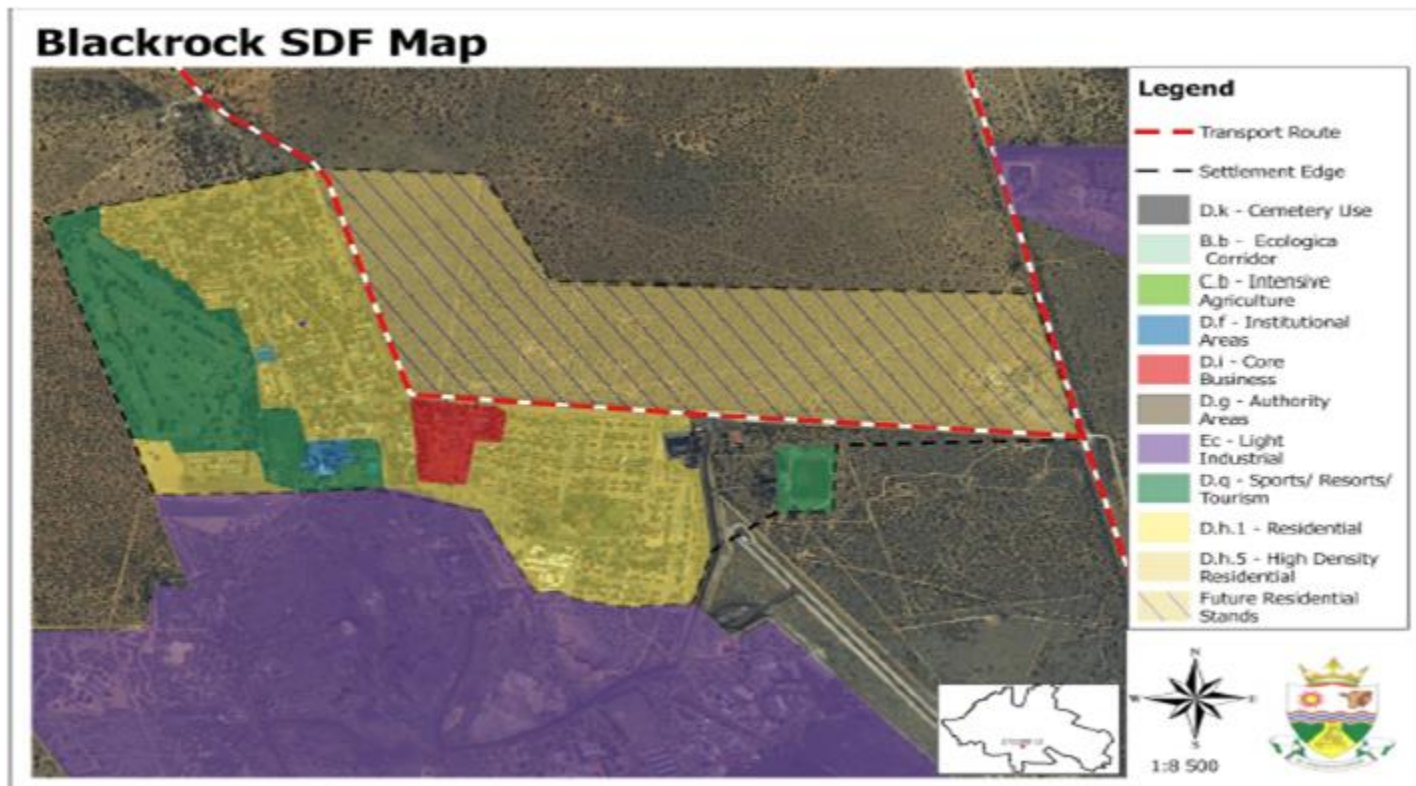 Blackrock SDF Map
Legend
Transport Route
Settlement Edge
D.k - Cemetery Use
B.b - Ecologica
Corridor
C.b - Intensive
Agriculture
D.f - Institutional
Areas
D.i - Core
Business
D.g - Authority
Areas
Ec - Light
Industrial
D.q - Sports/ Resorts/
Tourism
D.h.1 - Residential
D.h.5 - High Density
Residential
Future Residential
Stands
N
W
E
S
1:8 500